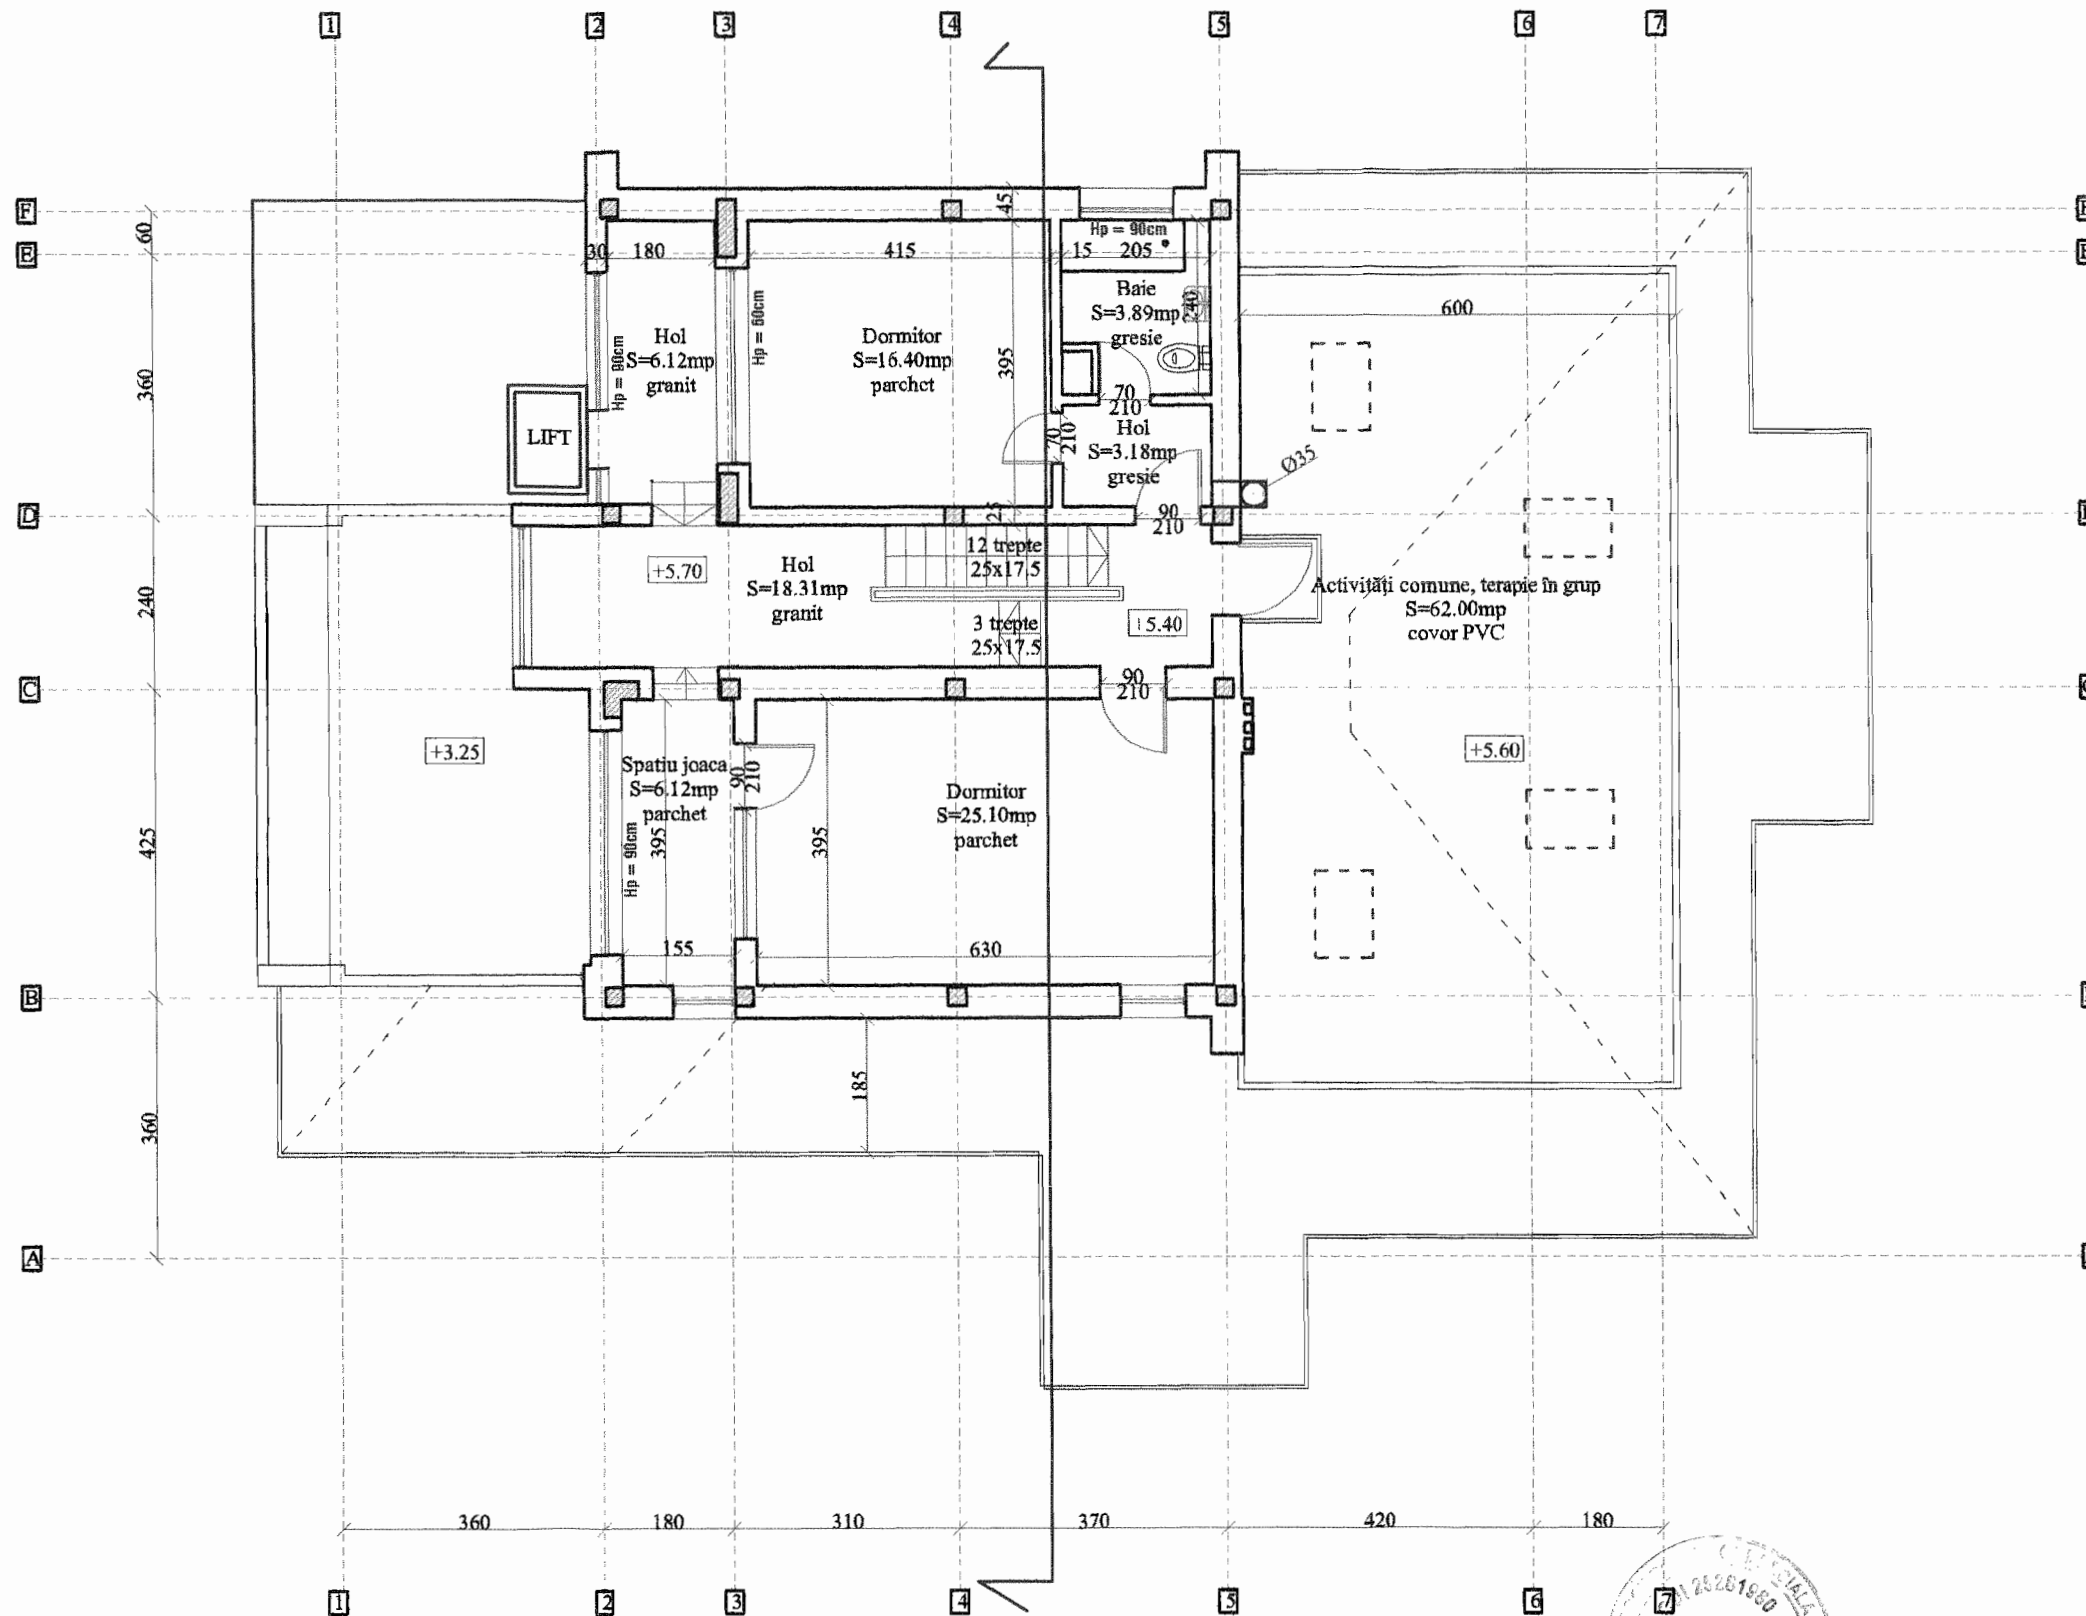 1 2 3 4 5 6 7
F
45
60
Hp = 90cm
E
30 180 415 15 205
Baie
S=3.89mp
gresie
240
600
Hp = 60cm
Hol
S=6.12mp
granit
Hp = 90cm
Dormitor
S=16.40mp
parchet
395
360
70
210
LIFT
70
210
Hol
S=3.18mp
gresie
Ø35
D
25
90
210
12 trepte
25x17.5
+5.70
Hol
S=18.31mp
granit
240
3 trepte
25x17.5
5.40
Activități comune, terapie în grup
S=62.00mp
covor PVC
C
90
210
+3.25
+5.60
Spatiu joaca
S=6.12mp
parchet
90
210
Dormitor
S=25.10mp
parchet
Hp = 90cm
395
395
425
155
630
B
185
360
A
360 180 310 370 420 180
25261980
1 2 3 4 5 6 7